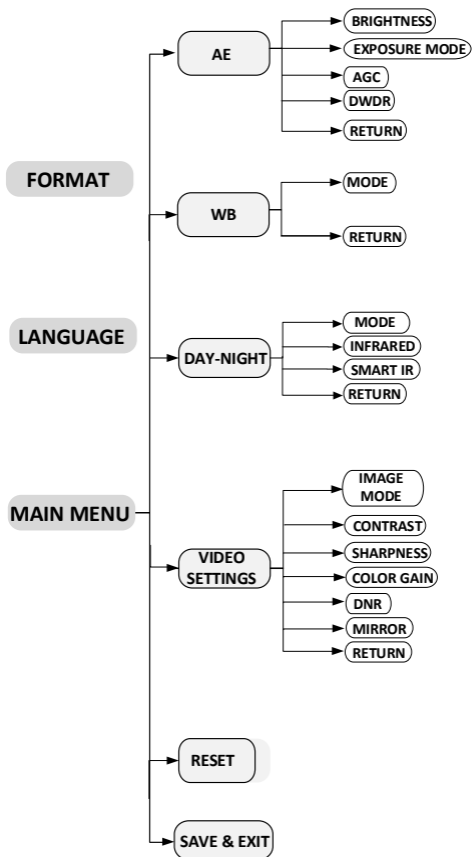 FORMAT
LANGUAGE
MAIN MENU
AE
BRIGHTNESS
EXPOSURE MODE
AGC
DWDR
RETURN
WB
MODE
RETURN
DAY-NIGHT
MODE
INFRARED
SMART IR
RETURN
VIDEO
SETTINGS
IMAGE
MODE
CONTRAST
SHARPNESS
COLOR GAIN
DNR
MIRROR
RETURN
RESET
SAVE & EXIT